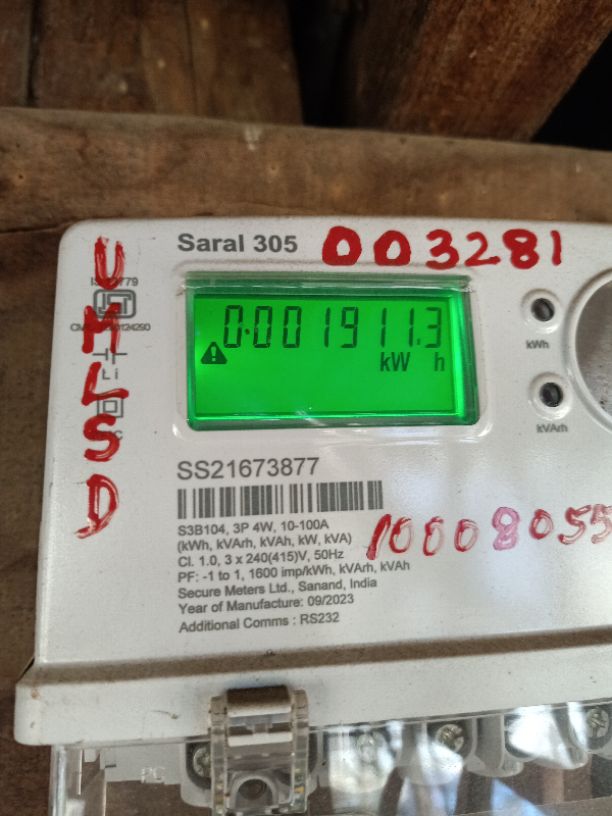 Saral 305
003281
UMLSD
0.001911.3
kW h
kWh
kVArh
SS21673877
S3B104, 3P 4W, 10-100A
(kWh, kVArh, kVAh, kW, kVA)
Cl. 1.0, 3 x 240(415)V, 50Hz
PF: -1 to 1, 1600 imp/kWh, kVArh, kVAh
Secure Meters Ltd., Sanand, India
Year of Manufacture: 09/2023
Additional Comms : RS232
10008055